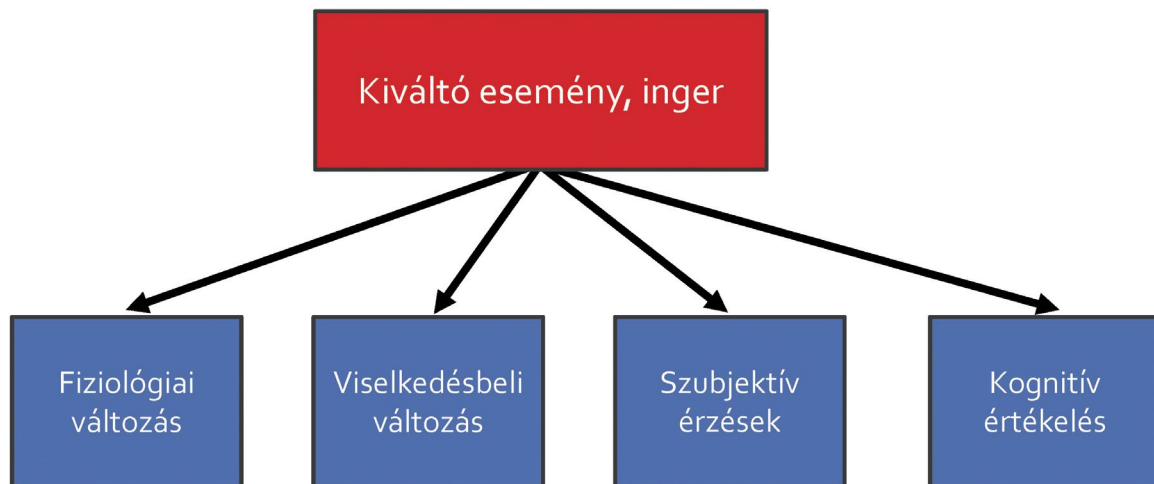 Kiváltó esemény, inger
Fiziológiai
változás
Viselkedésbeli
változás
Szubjektív
érzések
Kognitív
értékelés